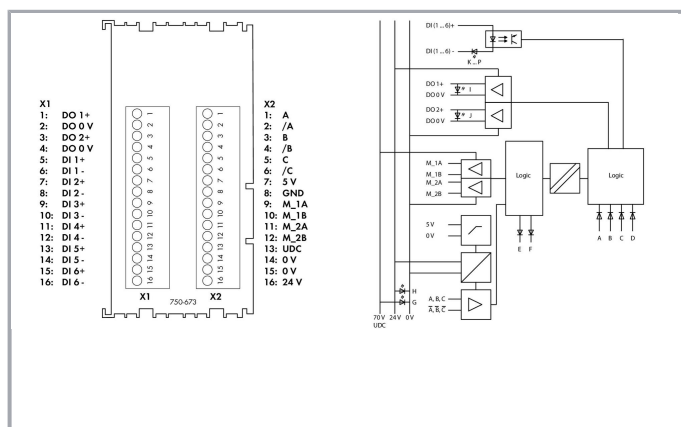 X1
1: DO 1+
2: DO 0 V
3: DO 2+
4: DO 0 V
5: DI 1+
6: DI 1 -
7: DI 2+
8: DI 2 -
9: DI 3+
10: DI 3 -
11: DI 4+
12: DI 4 -
13: DI 5+
14: DI 5 -
15: DI 6+
16: DI 6 -
1
2
3
4
5
6
7
8
9
10
11
12
13
14
15
16
X1
1
2
3
4
5
6
7
8
9
10
11
12
13
14
15
16
X2
750-673
X2
1: A
2: /A
3: B
4: /B
5: C
6: /C
7: 5 V
8: GND
9: M_1A
10: M_1B
11: M_2A
12: M_2B
13: UDC
14: 0 V
15: 0 V
16: 24 V
DI (1 ... 6)+
DI (1 ... 6) -
K ... P
DO 1+
DO 0 V
I
DO 2+
DO 0 V
J
M_1A
M_1B
M_2A
M_2B
Logic
Logic
E F
A B C D
5 V
0 V
H
G
A, B, C
A, B, C
70 V 24 V 0 V
UDC